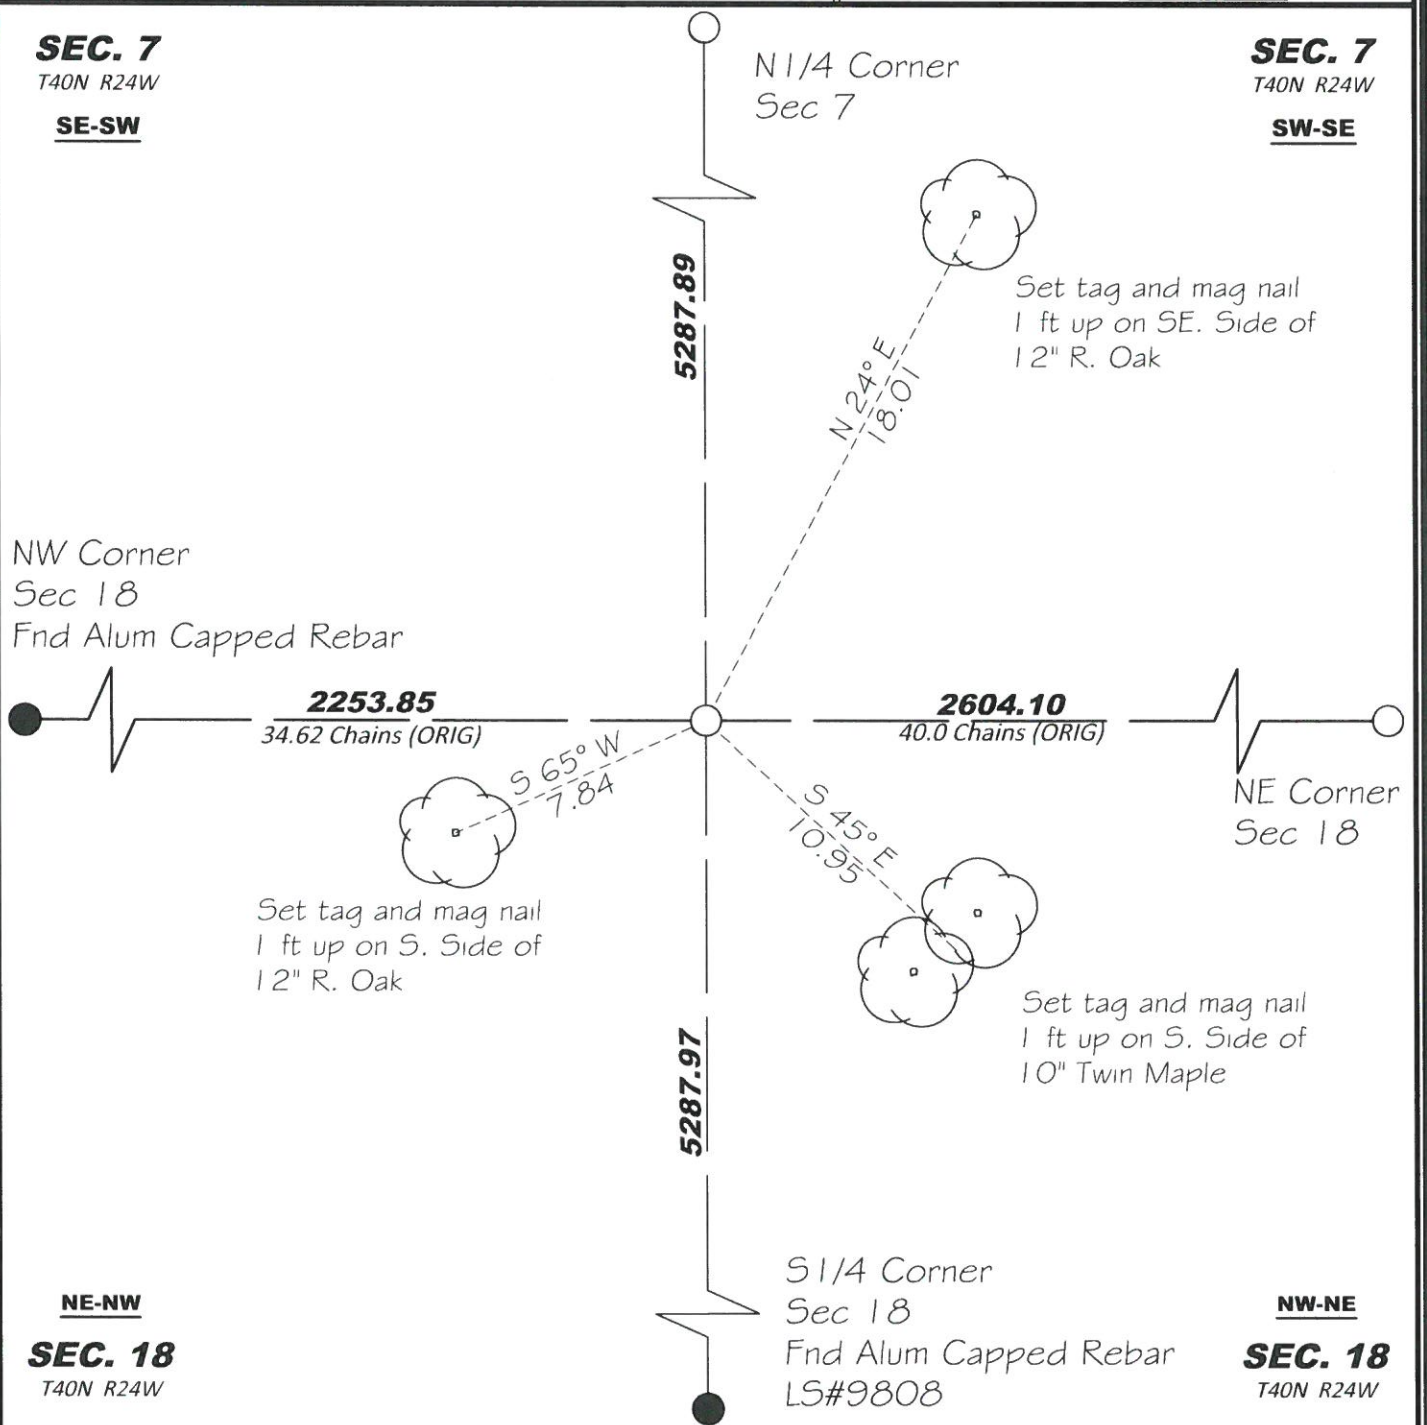 SEC. 7
T40N R24W
SE-SW
N1/4 Corner
Sec 7
SEC. 7
T40N R24W
SW-SE
5287.89
Set tag and mag nail
1 ft up on SE. Side of
12" R. Oak
N 24° E
18.01
NW Corner
Sec 18
Fnd Alum Capped Rebar
2253.85
34.62 Chains (ORIG)
2604.10
40.0 Chains (ORIG)
S 65° W
7.84
S 45° E
10.95
NE Corner
Sec 18
Set tag and mag nail
1 ft up on S. Side of
12" R. Oak
Set tag and mag nail
1 ft up on S. Side of
10" Twin Maple
5287.97
S1/4 Corner
Sec 18
Fnd Alum Capped Rebar
LS#9808
NE-NW
SEC. 18
T40N R24W
NW-NE
SEC. 18
T40N R24W